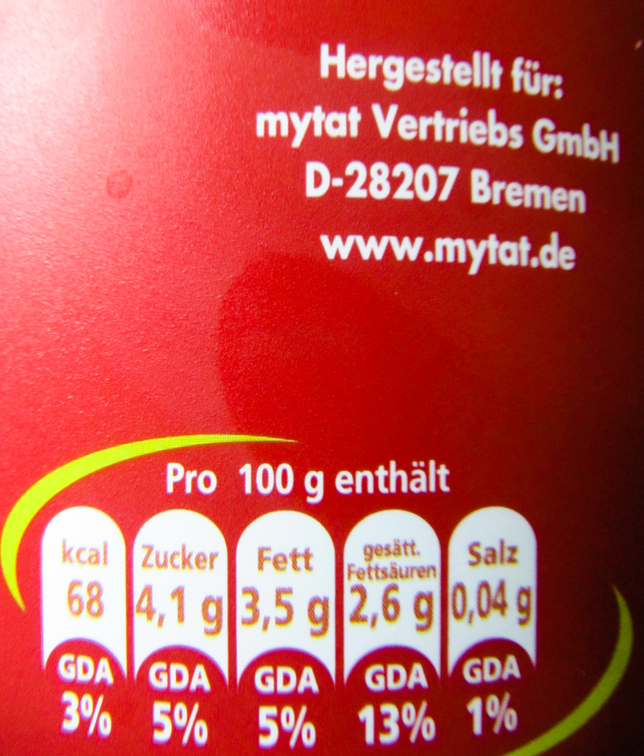 Hergestellt für:
mytat Vertriebs GmbH
D-28207 Bremen
www.mytat.de
Pro 100 g enthält
kcal
68
GDA
3%
Zucker
4,1 g
GDA
5%
Fett
3,5 g
GDA
5%
gesätt.
Fettsäuren
2,6 g
GDA
13%
Salz
0,04 g
GDA
1%